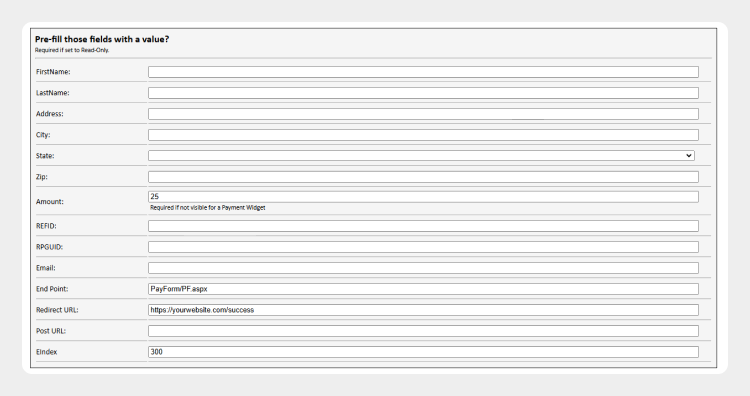 Pre-fill those fields with a value?
Required if set to Read-Only.
FirstName:
LastName:
Address:
City:
State:
Zip:
Amount: 25
Required if not visible for a Payment Widget
REFID:
RPGUID:
Email:
End Point: PayForm/PF.aspx
Redirect URL: https://yourwebsite.com/success
Post URL:
EIndex 300